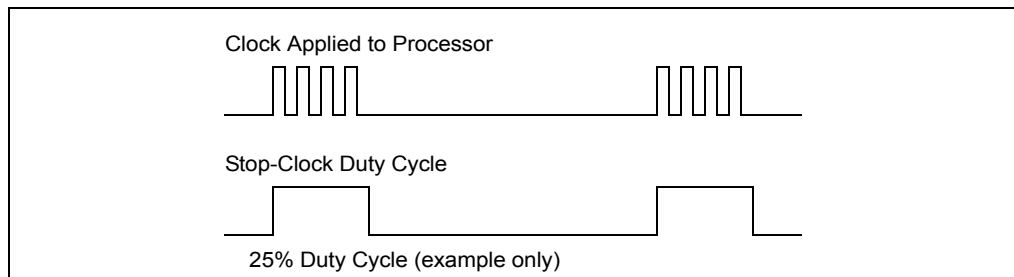 Clock Applied to Processor
Stop-Clock Duty Cycle
25% Duty Cycle (example only)